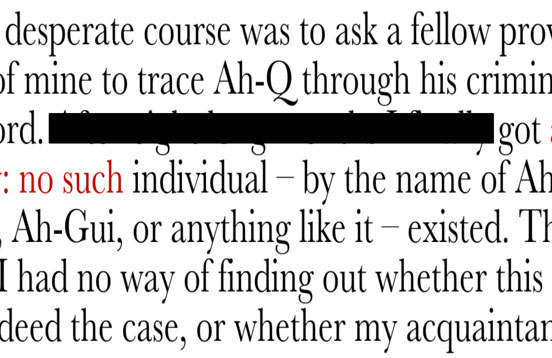 desperate course was to ask a fellow prov
of mine to trace Ah-Q through his crimin
ord. got a
: no such individual – by the name of Ah
, Ah-Gui, or anything like it – existed. Th
I had no way of finding out whether this
deed the case, or whether my acquaintan